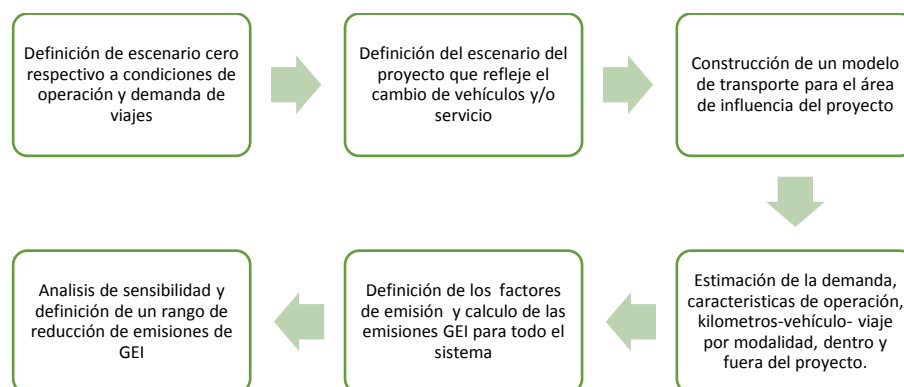 Definición de escenario cero
respectivo a condiciones de
operación y demanda de
viajes
Definición del escenario del
proyecto que refleje el
cambio de vehículos y/o
servicio
Construcción de un modelo
de transporte para el área
de influencia del proyecto
Estimación de la demanda,
caracteristicas de operación,
kilometros-vehículo- viaje
por modalidad, dentro y
fuera del proyecto.
Definición de los factores
de emisión y calculo de las
emisiones GEI para todo el
sistema
Analisis de sensibilidad y
definición de un rango de
reducción de emisiones de
GEI